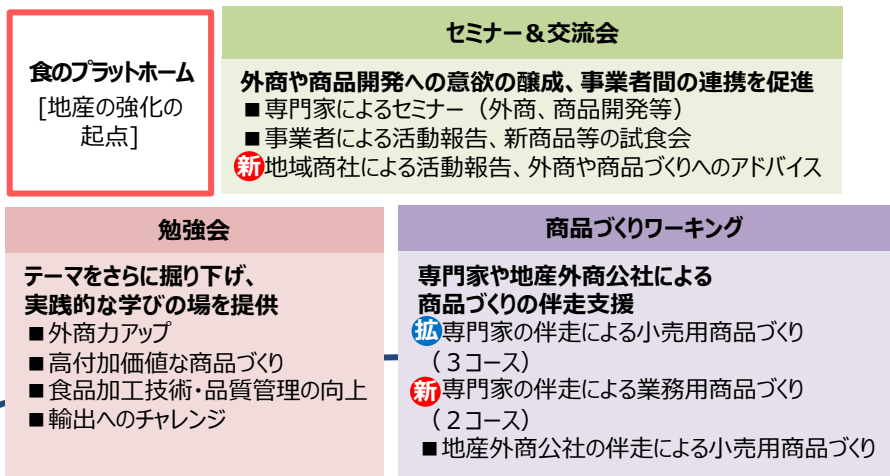 食のプラットホーム
[地産の強化の
起点]
セミナー＆交流会
外商や商品開発への意欲の醸成、事業者間の連携を促進
■専門家によるセミナー（外商、商品開発等）
■事業者による活動報告、新商品等の試食会
新地域商社による活動報告、外商や商品づくりへのアドバイス
勉強会
テーマをさらに掘り下げ、
実践的な学びの場を提供
■外商力アップ
■高付加価値な商品づくり
■食品加工技術・品質管理の向上
■輸出へのチャレンジ
商品づくりワーキング
専門家や地産外商公社による
商品づくりの伴走支援
拡専門家の伴走による小売用商品づくり
（３コース）
新専門家の伴走による業務用商品づくり
（２コース）
■地産外商公社の伴走による小売用商品づくり